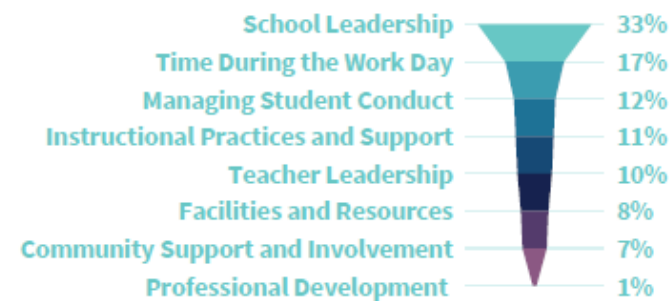 School Leadership 33%
Time During the Work Day 17%
Managing Student Conduct 12%
Instructional Practices and Support 11%
Teacher Leadership 10%
Facilities and Resources 8%
Community Support and Involvement 7%
Professional Development 1%